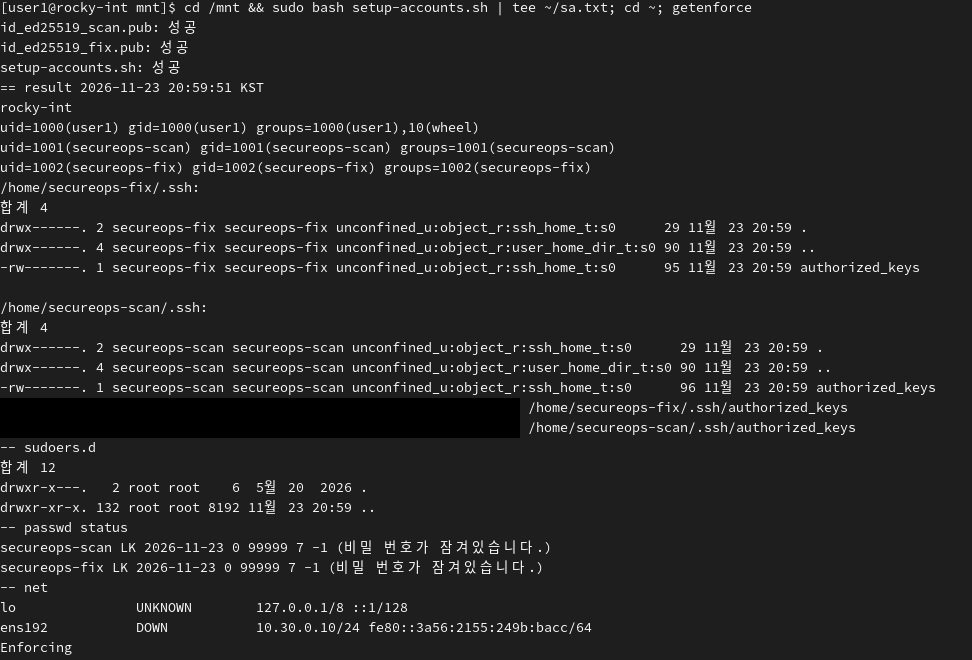 [user1@rocky-int mnt]$ cd /mnt && sudo bash setup-accounts.sh | tee ~/sa.txt; cd ~; getenforce
id_ed25519_scan.pub: 성공
id_ed25519_fix.pub: 성공
setup-accounts.sh: 성공
== result 2026-11-23 20:59:51 KST
rocky-int
uid=1000(user1) gid=1000(user1) groups=1000(user1),10(wheel)
uid=1001(secureops-scan) gid=1001(secureops-scan) groups=1001(secureops-scan)
uid=1002(secureops-fix) gid=1002(secureops-fix) groups=1002(secureops-fix)
/home/secureops-fix/.ssh:
합계 4
drwx------. 2 secureops-fix secureops-fix unconfined_u:object_r:ssh_home_t:s0      29 11월 23 20:59 .
drwx------. 4 secureops-fix secureops-fix unconfined_u:object_r:user_home_dir_t:s0 90 11월 23 20:59 ..
-rw-------. 1 secureops-fix secureops-fix unconfined_u:object_r:ssh_home_t:s0      95 11월 23 20:59 authorized_keys
/home/secureops-scan/.ssh:
합계 4
drwx------. 2 secureops-scan secureops-scan unconfined_u:object_r:ssh_home_t:s0      29 11월 23 20:59 .
drwx------. 4 secureops-scan secureops-scan unconfined_u:object_r:user_home_dir_t:s0 90 11월 23 20:59 ..
-rw-------. 1 secureops-scan secureops-scan unconfined_u:object_r:ssh_home_t:s0      96 11월 23 20:59 authorized_keys
/home/secureops-fix/.ssh/authorized_keys
/home/secureops-scan/.ssh/authorized_keys
-- sudoers.d
합계 12
drwxr-x---.   2 root root    6  5월 20  2026 .
drwxr-xr-x. 132 root root 8192 11월 23 20:59 ..
-- passwd status
secureops-scan LK 2026-11-23 0 99999 7 -1 (비밀 번호가 잠겨있습니다.)
secureops-fix LK 2026-11-23 0 99999 7 -1 (비밀 번호가 잠겨있습니다.)
-- net
lo               UNKNOWN        127.0.0.1/8 ::1/128
ens192           DOWN           10.30.0.10/24 fe80::3a56:2155:249b:bacc/64
Enforcing